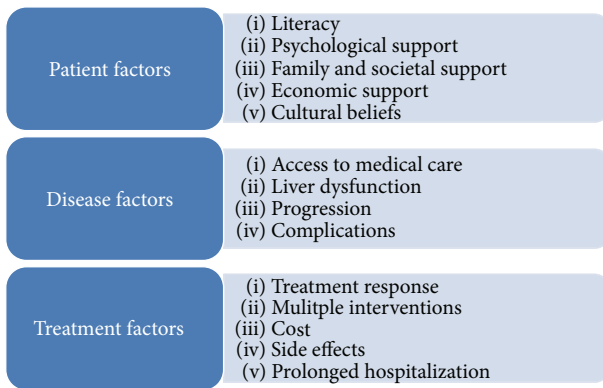 Patient factors
(i) Literacy
(ii) Psychological support
(iii) Family and societal support
(iv) Economic support
(v) Cultural beliefs
Disease factors
(i) Access to medical care
(ii) Liver dysfunction
(iii) Progression
(iv) Complications
Treatment factors
(i) Treatment response
(ii) Mulitple interventions
(iii) Cost
(iv) Side effects
(v) Prolonged hospitalization